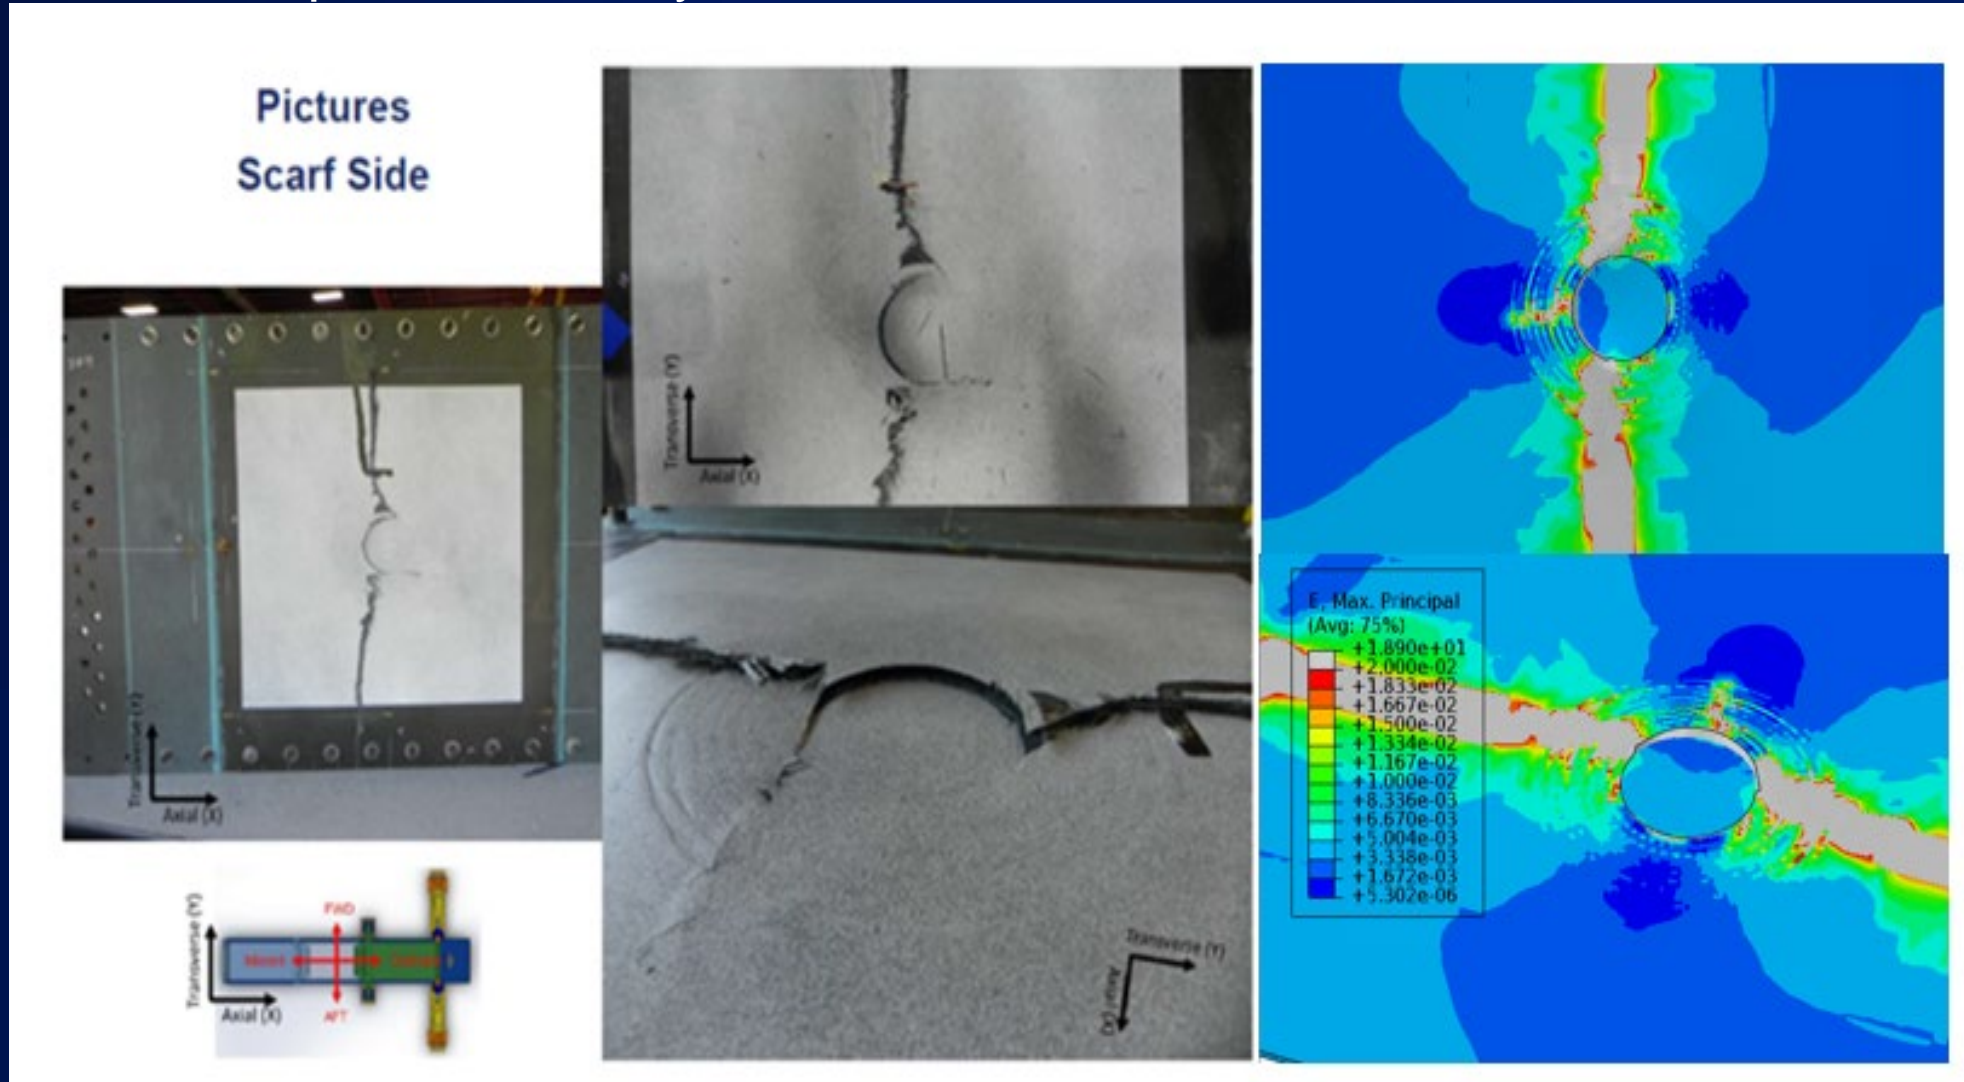 Pictures
Scarf Side
Transverse (Y)
Axial (X)
Transverse (Y)
Axial (X)
Transverse (Y)
Axial (X)
FWD
AFT
Transverse (Y)
Axial (X)
Transverse (Y)
Axial (X)
E, Max. Principal
(Avg: 75%)
+1.890e+01
+2.000e-02
+1.833e-02
+1.667e-02
+1.500e-02
+1.334e-02
+1.167e-02
+1.000e-02
+8.336e-03
+6.670e-03
+5.004e-03
+3.338e-03
+1.672e-03
+5.302e-06